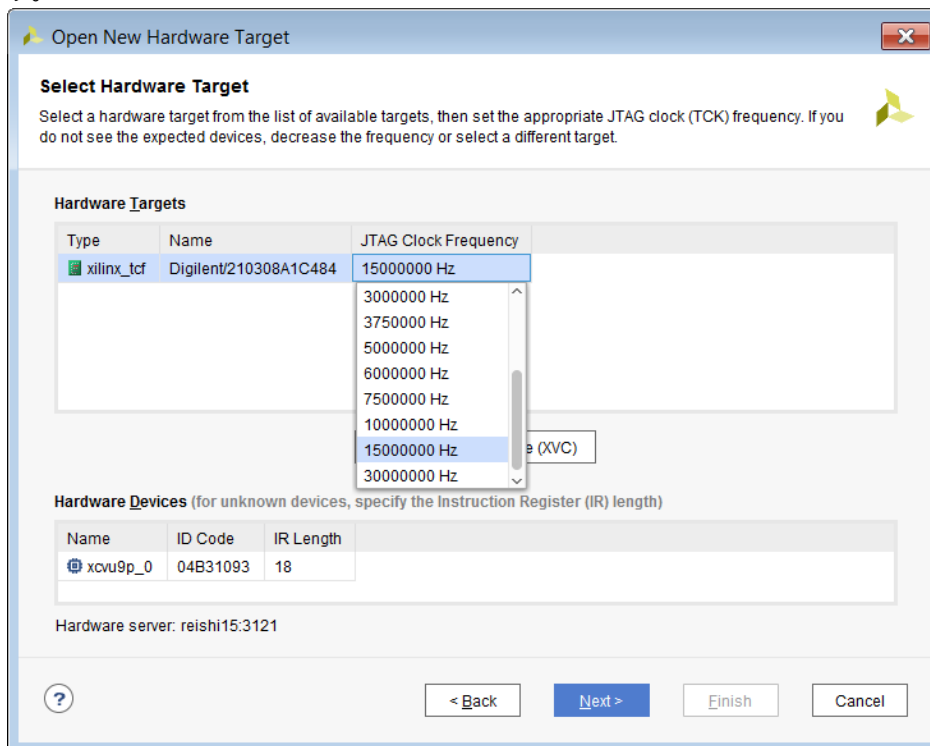 Open New Hardware Target
Select Hardware Target
Select a hardware target from the list of available targets, then set the appropriate JTAG clock (TCK) frequency. If you
do not see the expected devices, decrease the frequency or select a different target.
Hardware Targets
Type Name JTAG Clock Frequency
xilinx_tcf Digilent/210308A1C484 15000000 Hz
3000000 Hz
3750000 Hz
5000000 Hz
6000000 Hz
7500000 Hz
10000000 Hz
15000000 Hz
(XVC)
30000000 Hz
Hardware Devices (for unknown devices, specify the Instruction Register (IR) length)
Name ID Code IR Length
xcvu9p_0 04B31093 18
Hardware server: reishi15:3121
?
< Back Next > Finish Cancel